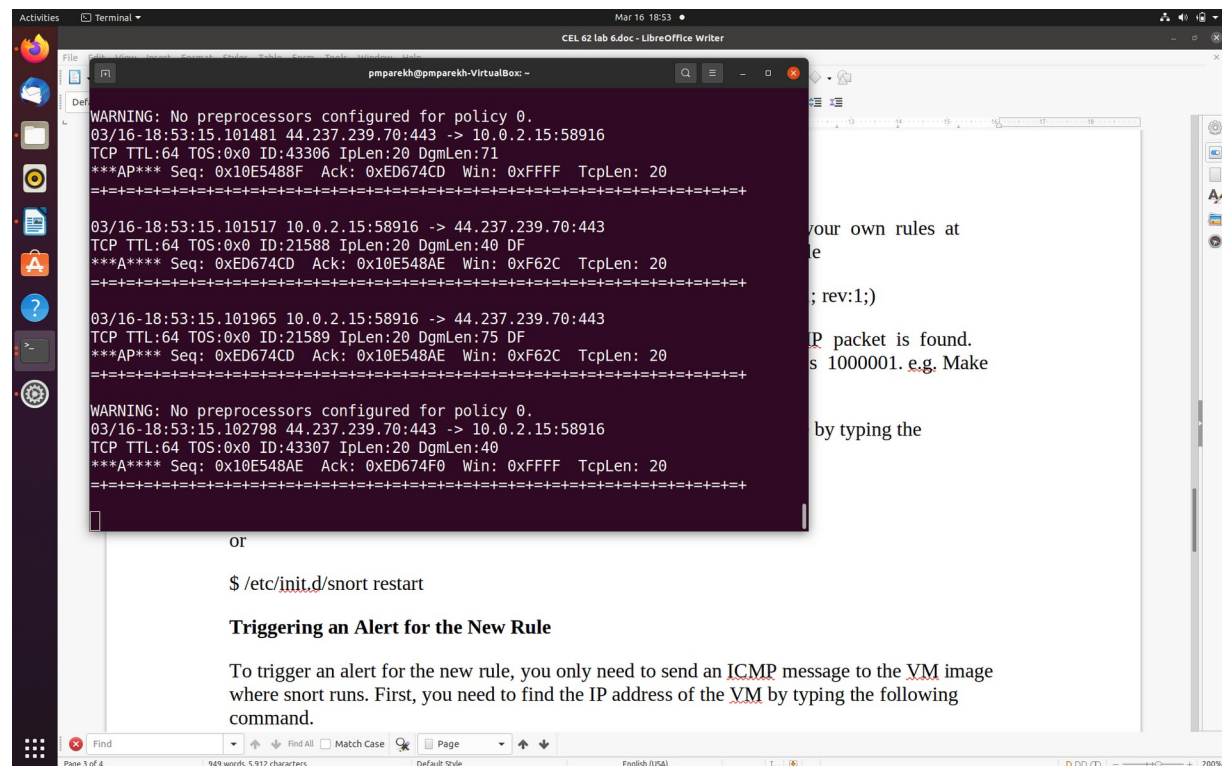 Activities Terminal Mar 16 18:53
CEL 62 lab 6.doc - LibreOffice Writer
File Edit View Insert Format Styles Table Form Tools Window Help
pmparekh@pmparekh-VirtualBox: ~
WARNING: No preprocessors configured for policy 0.
03/16-18:53:15.101481 44.237.239.70:443 -> 10.0.2.15:58916
TCP TTL:64 TOS:0x0 ID:43306 IpLen:20 DgmLen:71
***AP*** Seq: 0x10E5488F Ack: 0xED674CD Win: 0xFFFF TcpLen: 20
=+=+=+=+=+=+=+=+=+=+=+=+=+=+=+=+=+=+=+=+=+=+=+=+=+=+=+=+=+=+=+=+=+=+=+=+=+
03/16-18:53:15.101517 10.0.2.15:58916 -> 44.237.239.70:443
TCP TTL:64 TOS:0x0 ID:21588 IpLen:20 DgmLen:40 DF
***A**** Seq: 0xED674CD Ack: 0x10E548AE Win: 0xF62C TcpLen: 20
=+=+=+=+=+=+=+=+=+=+=+=+=+=+=+=+=+=+=+=+=+=+=+=+=+=+=+=+=+=+=+=+=+=+=+=+=+
03/16-18:53:15.101965 10.0.2.15:58916 -> 44.237.239.70:443
TCP TTL:64 TOS:0x0 ID:21589 IpLen:20 DgmLen:75 DF
***AP*** Seq: 0xED674CD Ack: 0x10E548AE Win: 0xF62C TcpLen: 20
=+=+=+=+=+=+=+=+=+=+=+=+=+=+=+=+=+=+=+=+=+=+=+=+=+=+=+=+=+=+=+=+=+=+=+=+=+
WARNING: No preprocessors configured for policy 0.
03/16-18:53:15.102798 44.237.239.70:443 -> 10.0.2.15:58916
TCP TTL:64 TOS:0x0 ID:43307 IpLen:20 DgmLen:40
***A**** Seq: 0x10E548AE Ack: 0xED674F0 Win: 0xFFFF TcpLen: 20
=+=+=+=+=+=+=+=+=+=+=+=+=+=+=+=+=+=+=+=+=+=+=+=+=+=+=+=+=+=+=+=+=+=+=+=+=+
your own rules at
le
; rev:1;)
P packet is found.
s 1000001. e.g. Make
by typing the
or
$ /etc/init.d/snort restart
Triggering an Alert for the New Rule
To trigger an alert for the new rule, you only need to send an ICMP message to the VM image
where snort runs. First, you need to find the IP address of the VM by typing the following
command.
Find Find All Match Case Page
Page 3 of 4 949 words, 5,912 characters Default Style English (USA) 200%